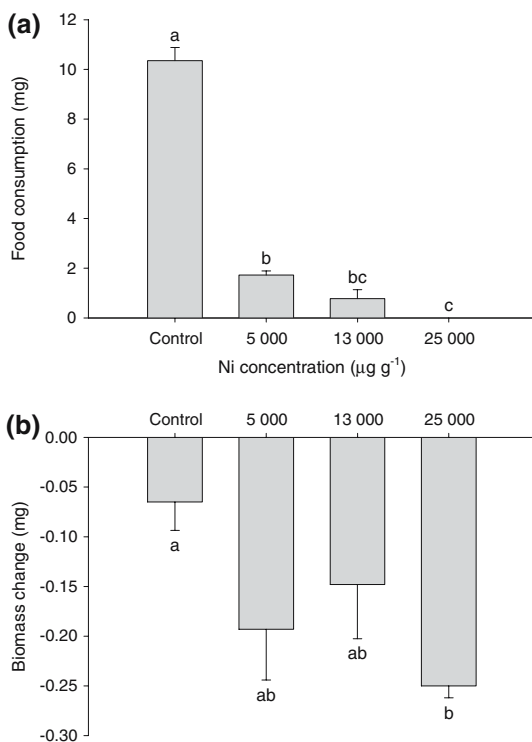 (a)
12
10
8
6
4
2
0
Food consumption (mg)
a
b
bc
c
Control 5 000 13 000 25 000
Ni concentration (µg g⁻¹)
(b)
Control 5 000 13 000 25 000
0.00
-0.05
-0.10
-0.15
-0.20
-0.25
-0.30
Biomass change (mg)
a
ab
ab
b